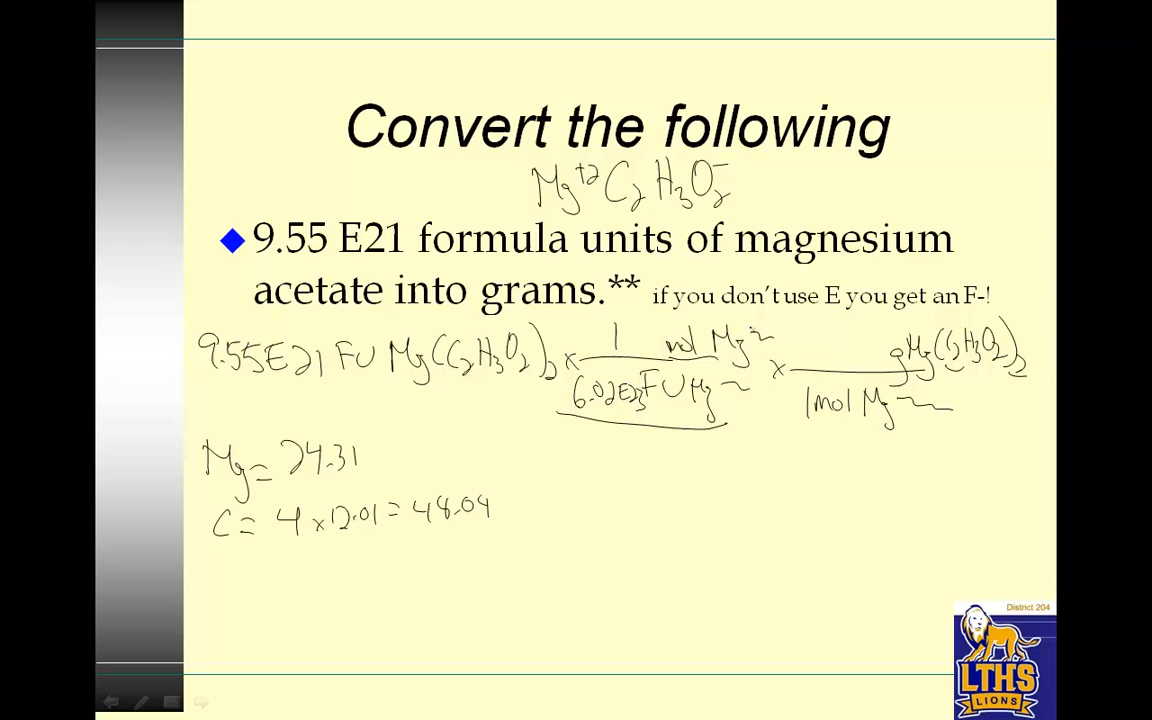 Convert the following
Mg+2 C2H3O2-
9.55 E21 formula units of magnesium
acetate into grams.** if you don't use E you get an F-!
9.55E21 FU Mg(C2H3O2)2 x 1 mol Mg~ x g Mg(C2H3O2)2
6.02E23 FU Mg~ 1 mol Mg~
Mg = 24.31
C = 4 x 12.01 = 48.04
District 204
LTHS
LIONS